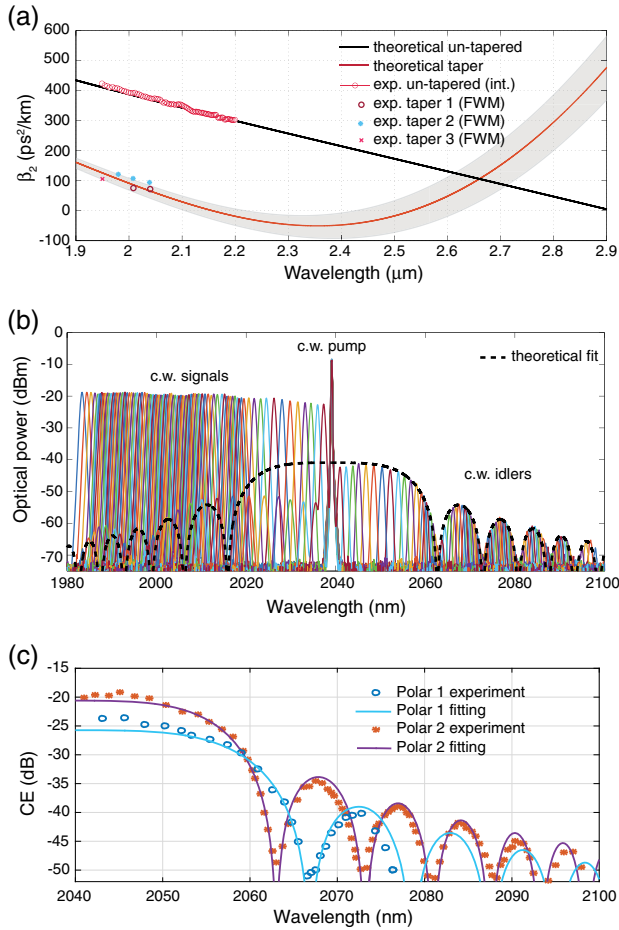 (a)
600
500
400
300
200
100
0
-100
β2 (ps²/km)
theoretical un-tapered
theoretical taper
exp. un-tapered (int.)
exp. taper 1 (FWM)
exp. taper 2 (FWM)
exp. taper 3 (FWM)
1.9 2 2.1 2.2 2.3 2.4 2.5 2.6 2.7 2.8 2.9
Wavelength (μm)
(b)
0
-10
-20
-30
-40
-50
-60
-70
Optical power (dBm)
c.w. pump
c.w. signals
theoretical fit
c.w. idlers
1980 2000 2020 2040 2060 2080 2100
Wavelength (nm)
(c)
-15
-20
-25
-30
-35
-40
-45
-50
CE (dB)
Polar 1 experiment
Polar 1 fitting
Polar 2 experiment
Polar 2 fitting
2040 2050 2060 2070 2080 2090 2100
Wavelength (nm)